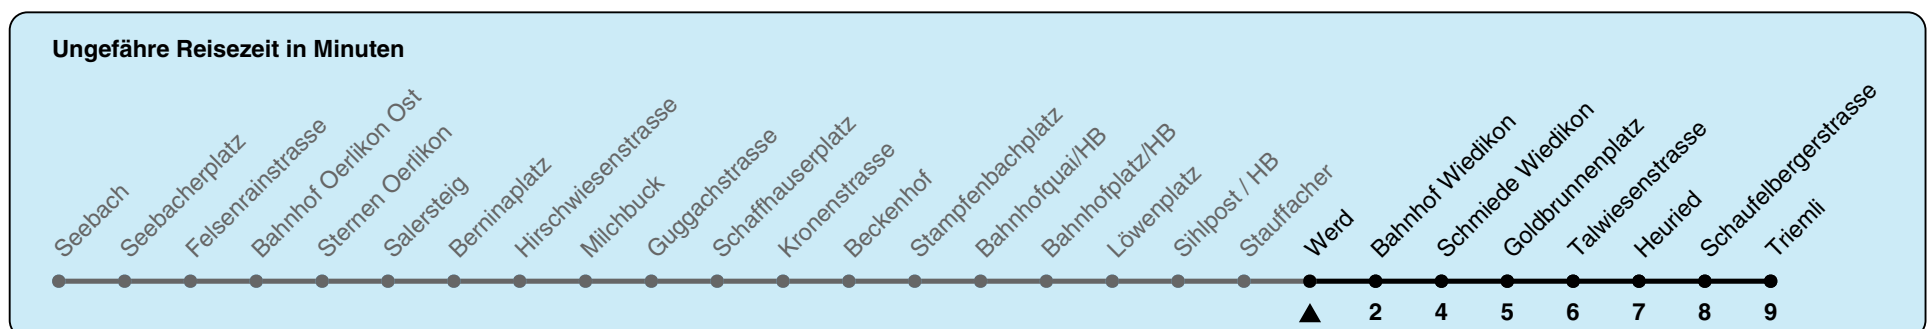 Ungefähre Reisezeit in Minuten
Seebach
Seebacherplatz
Felsenrainstrasse
Bahnhof Oerlikon Ost
Sternen Oerlikon
Salersteig
Berninaplatz
Hirschwiesenstrasse
Milchbuck
Guggachstrasse
Schaffhauserplatz
Kronenstrasse
Beckenhof
Stampfenbachplatz
Bahnhofquai/HB
Bahnhofplatz/HB
Löwenplatz
Sihlpost / HB
Stauffacher
Werd
Bahnhof Wiedikon
Schmiede Wiedikon
Goldbrunnenplatz
Talwiesenstrasse
Heuried
Schaufelbergerstrasse
Triemli
2 4 5 6 7 8 9